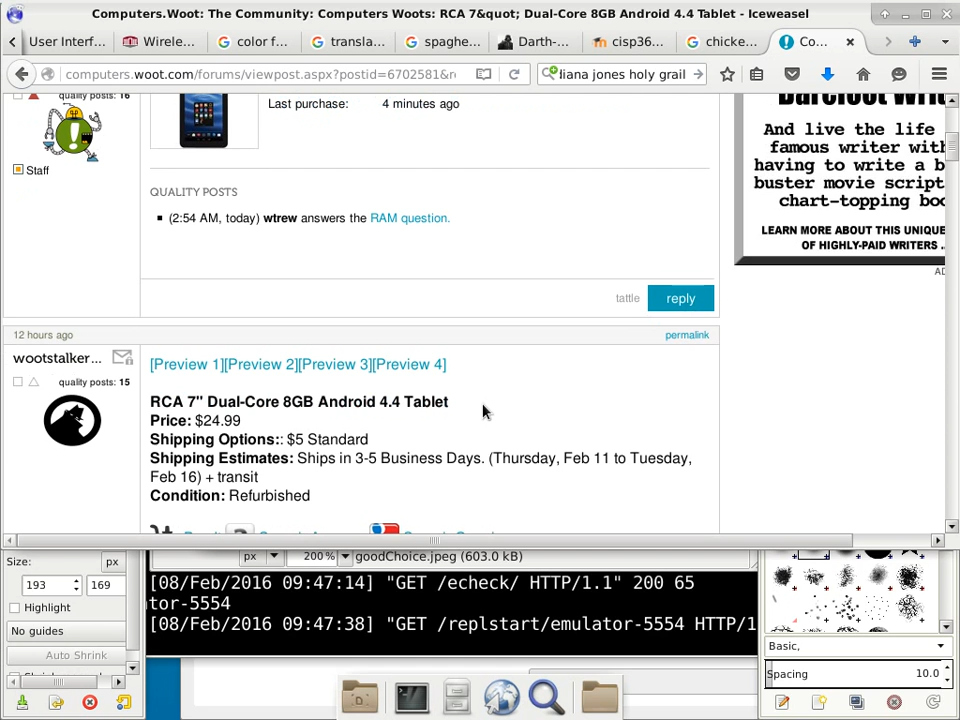 Computers.Woot: The Community: Computers Woots: RCA 7&quot; Dual-Core 8GB Android 4.4 Tablet - Iceweasel
User Interf... Wirele... color f... transla... spaghe... Darth-... cisp36... chicke... Co...
computers.woot.com/forums/viewpost.aspx?postid=6702581&r diana jones holy grail
quality posts: 16
Last purchase: 4 minutes ago
Staff
QUALITY POSTS
(2:54 AM, today) wtrew answers the RAM question.
tattle reply
Barefoot Wri
And live the life
famous writer with
having to write a b
buster movie script
chart-topping boo
LEARN MORE ABOUT THIS UNIQUE
OF HIGHLY-PAID WRITERS ..
AD
12 hours ago permalink
wootstalker...
quality posts: 15
[Preview 1][Preview 2][Preview 3][Preview 4]
RCA 7" Dual-Core 8GB Android 4.4 Tablet
Price: $24.99
Shipping Options:: $5 Standard
Shipping Estimates: Ships in 3-5 Business Days. (Thursday, Feb 11 to Tuesday,
Feb 16) + transit
Condition: Refurbished
Size: px
193 169
Highlight
No guides
Auto Shrink
px 200% goodChoice.jpeg (603.0 kB)
[08/Feb/2016 09:47:14] "GET /echeck/ HTTP/1.1" 200 65
tor-5554
[08/Feb/2016 09:47:38] "GET /replstart/emulator-5554 HTTP/1
Basic,
Spacing 10.0